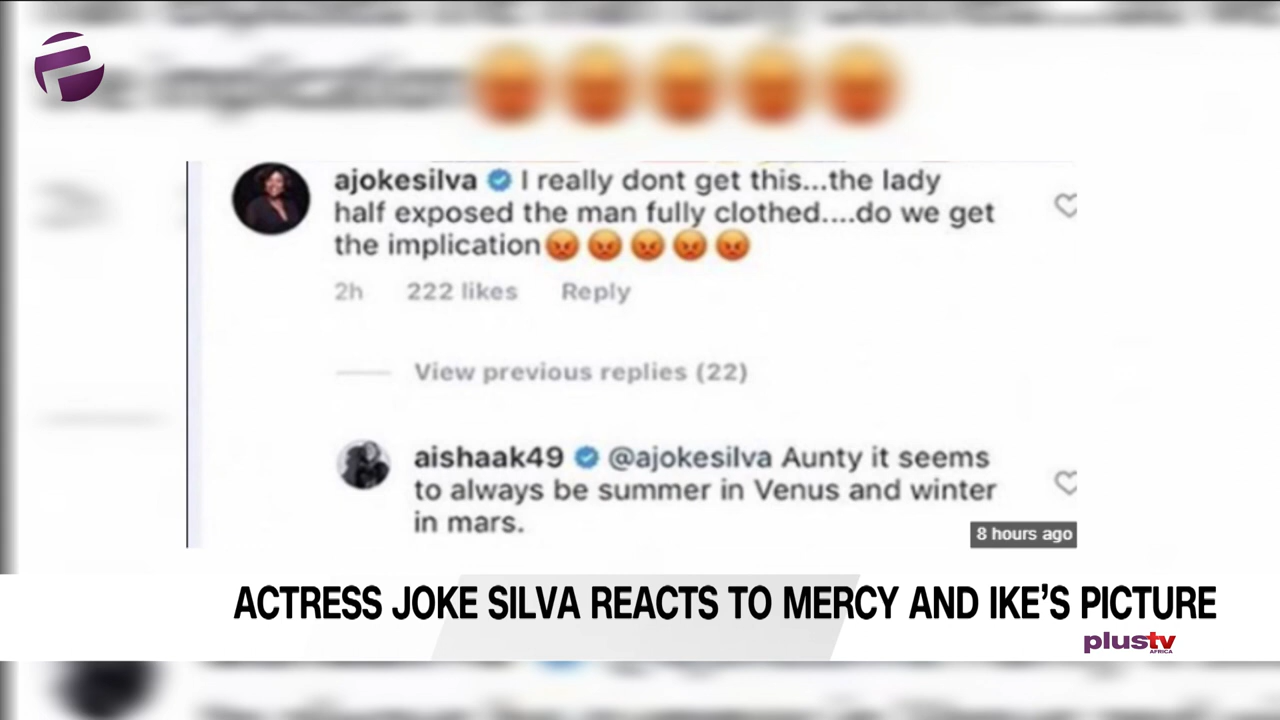 implication😡😡😡😡😡
ajokesilva I really dont get this...the lady
half exposed the man fully clothed....do we get
the implication😡😡😡😡😡
2h 222 likes Reply
View previous replies (22)
aishaak49 @ajokesilva Aunty it seems
to always be summer in Venus and winter
in mars.
8 hours ago
ACTRESS JOKE SILVA REACTS TO MERCY AND IKE'S PICTURE
plustv
AFRICA